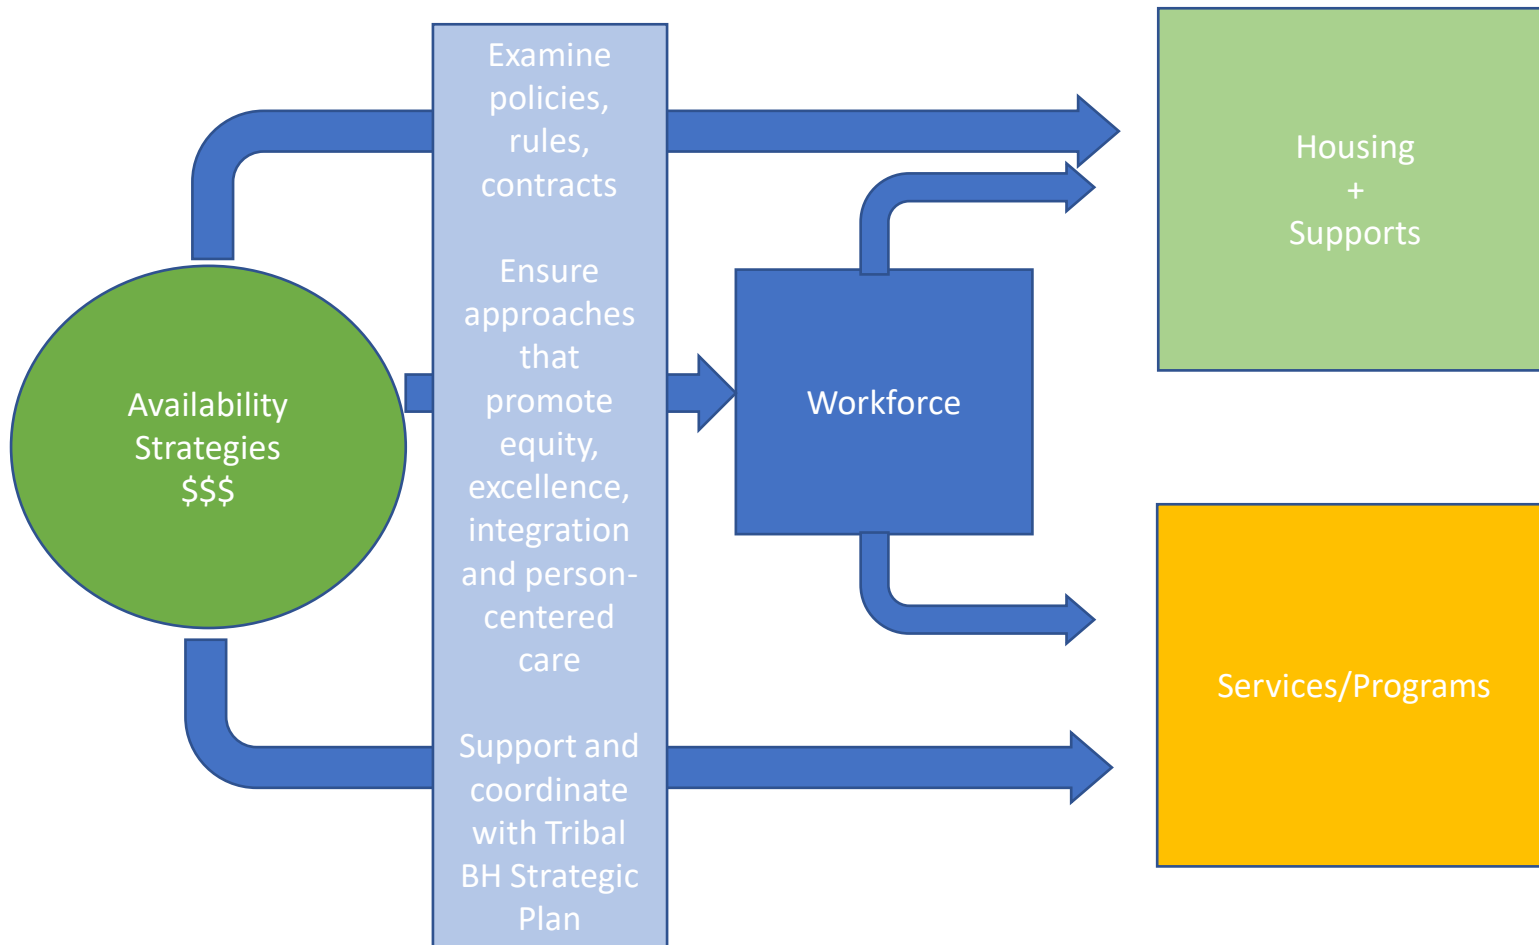 Availability
Strategies
$$$
Examine
policies,
rules,
contracts
Ensure
approaches
that
promote
equity,
excellence,
integration
and person-
centered
care
Support and
coordinate
with Tribal
BH Strategic
Plan
Workforce
Housing
+
Supports
Services/Programs